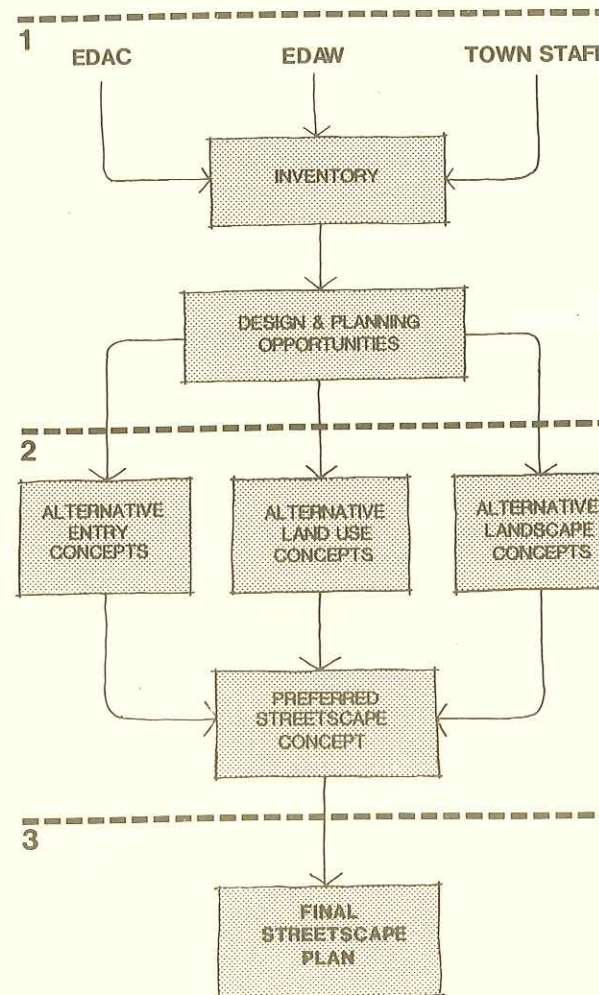 1
EDAC EDAW TOWN STAFF
INVENTORY
DESIGN & PLANNING
OPPORTUNITIES
2
ALTERNATIVE
ENTRY
CONCEPTS
ALTERNATIVE
LAND USE
CONCEPTS
ALTERNATIVE
LANDSCAPE
CONCEPTS
PREFERRED
STREETSCAPE
CONCEPT
3
FINAL
STREETSCAPE
PLAN